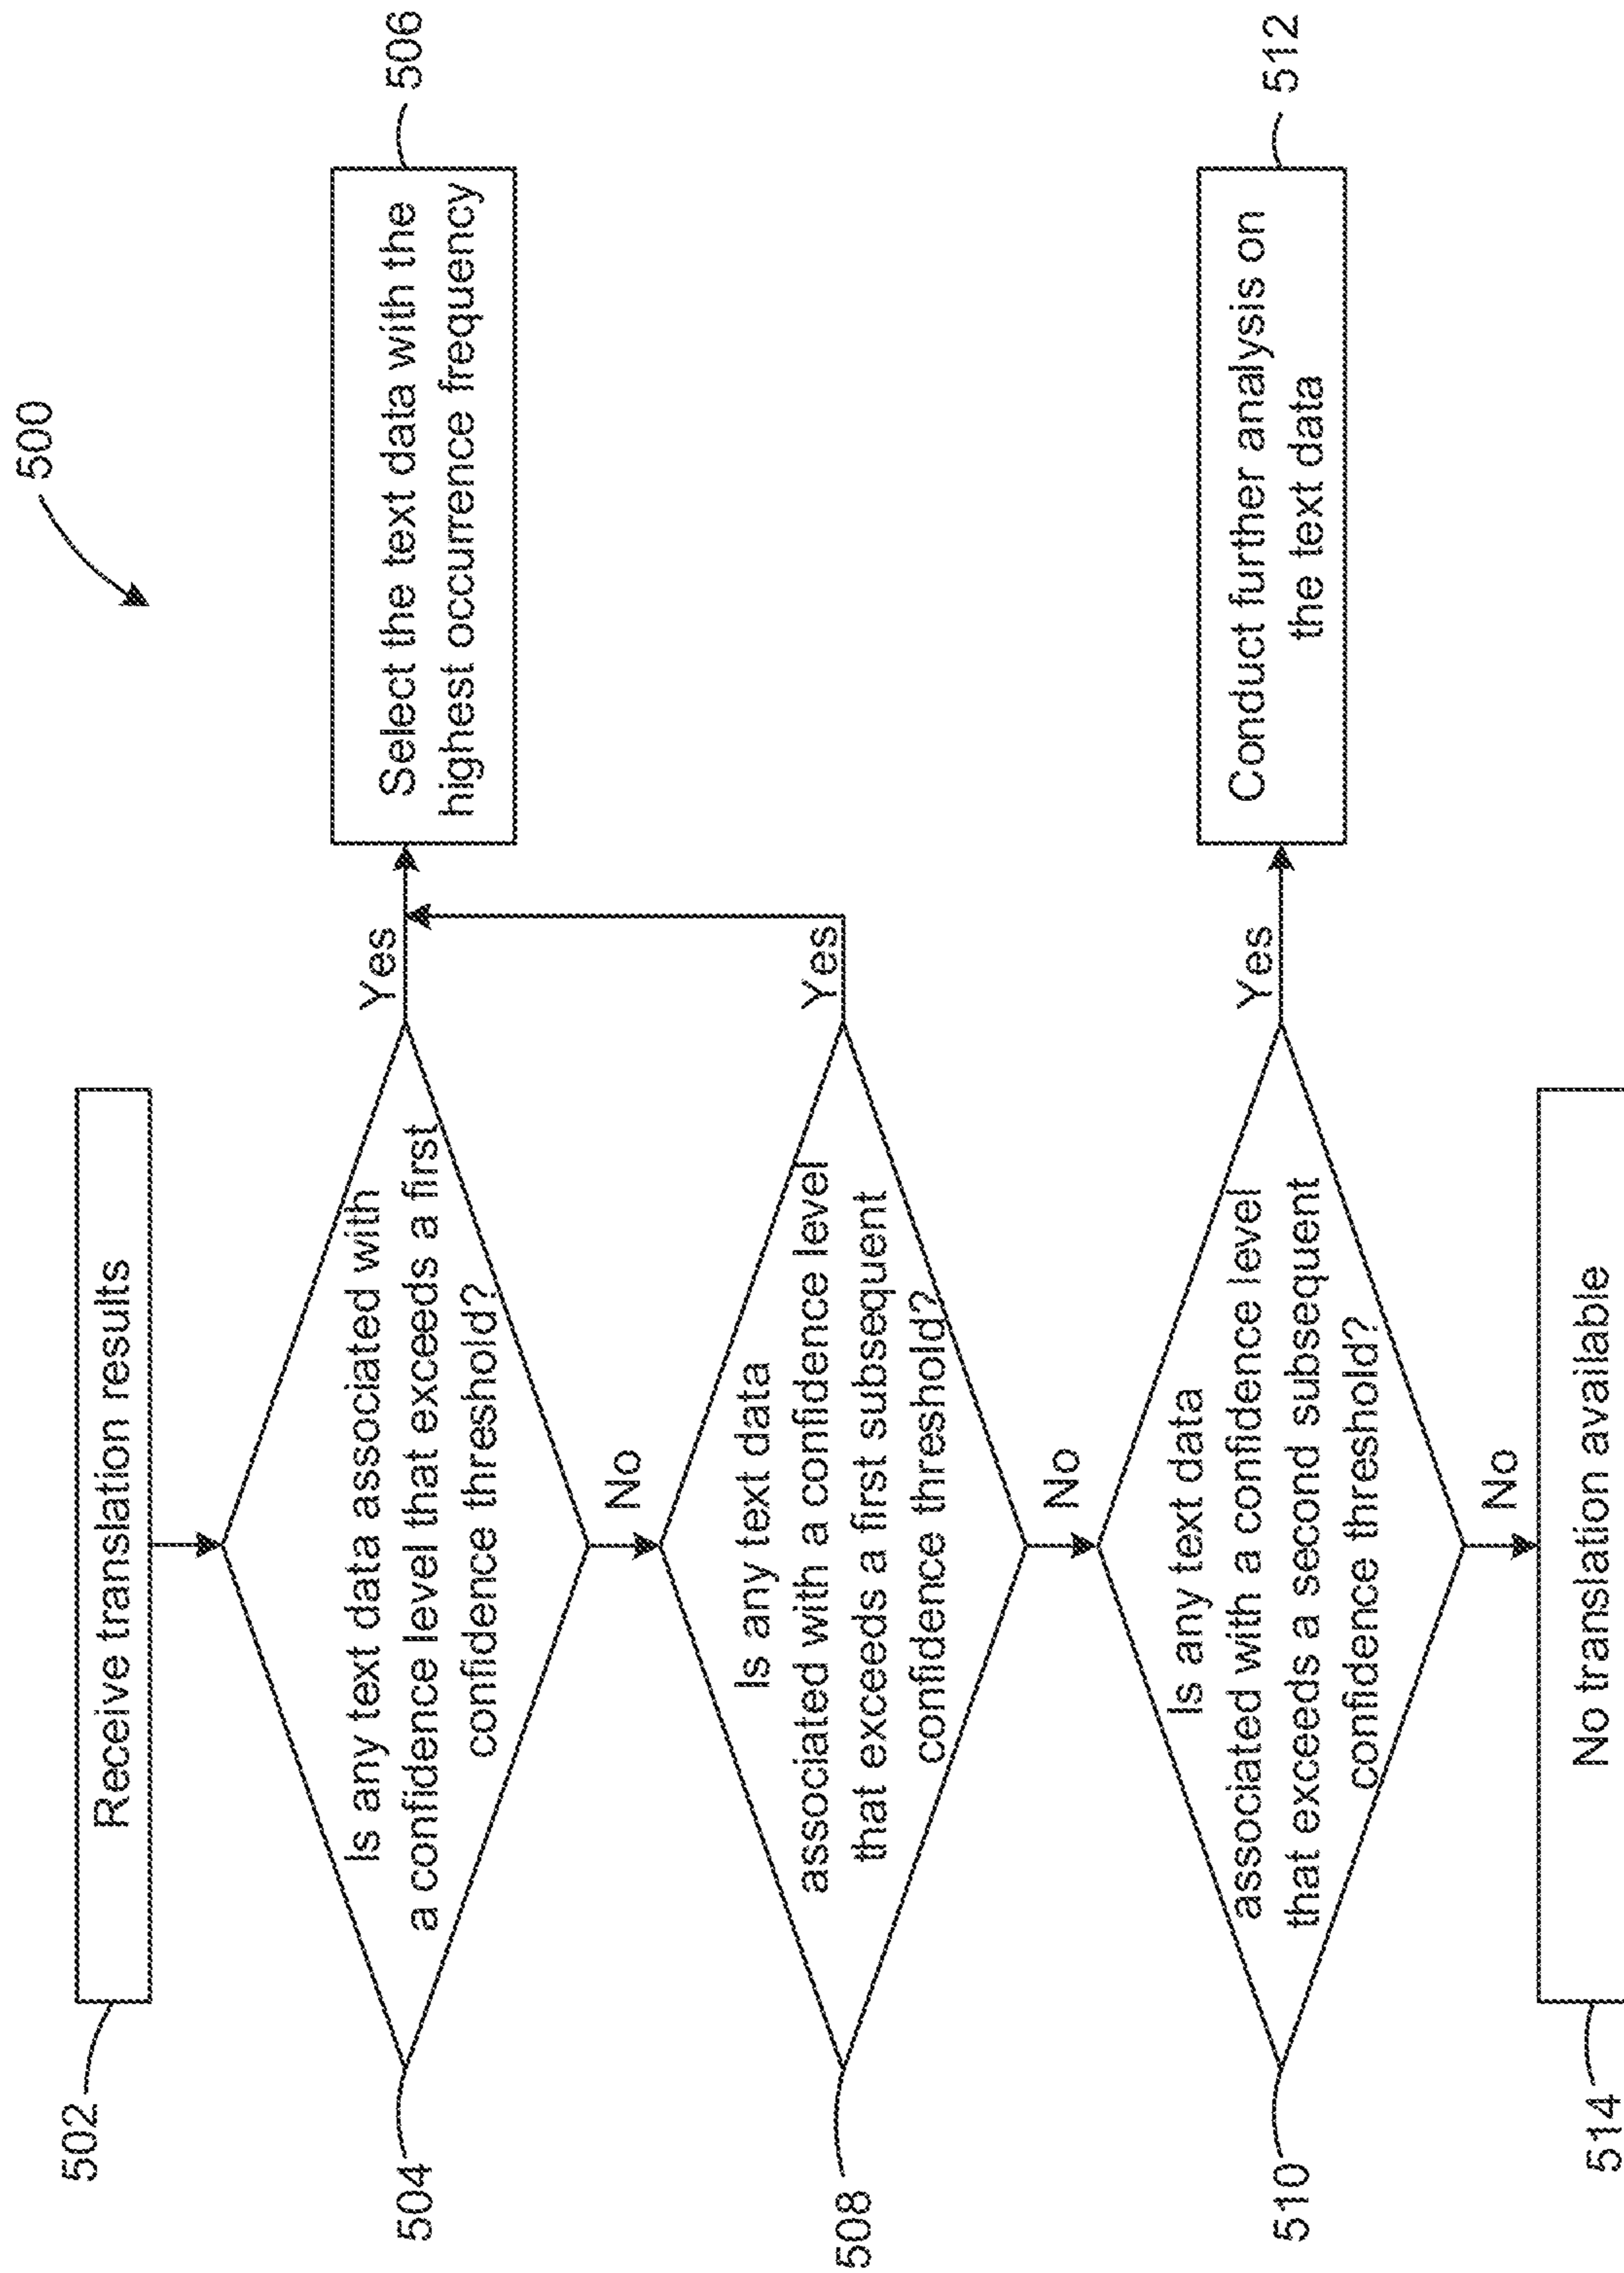 500
502
Receive translation results
504
Is any text data associated with
a confidence level that exceeds a first
confidence threshold?
Yes
506
Select the text data with the
highest occurrence frequency
No
508
Is any text data
associated with a confidence level
that exceeds a first subsequent
confidence threshold?
Yes
No
510
Is any text data
associated with a confidence level
that exceeds a second subsequent
confidence threshold?
Yes
512
Conduct further analysis on
the text data
No
514
No translation available